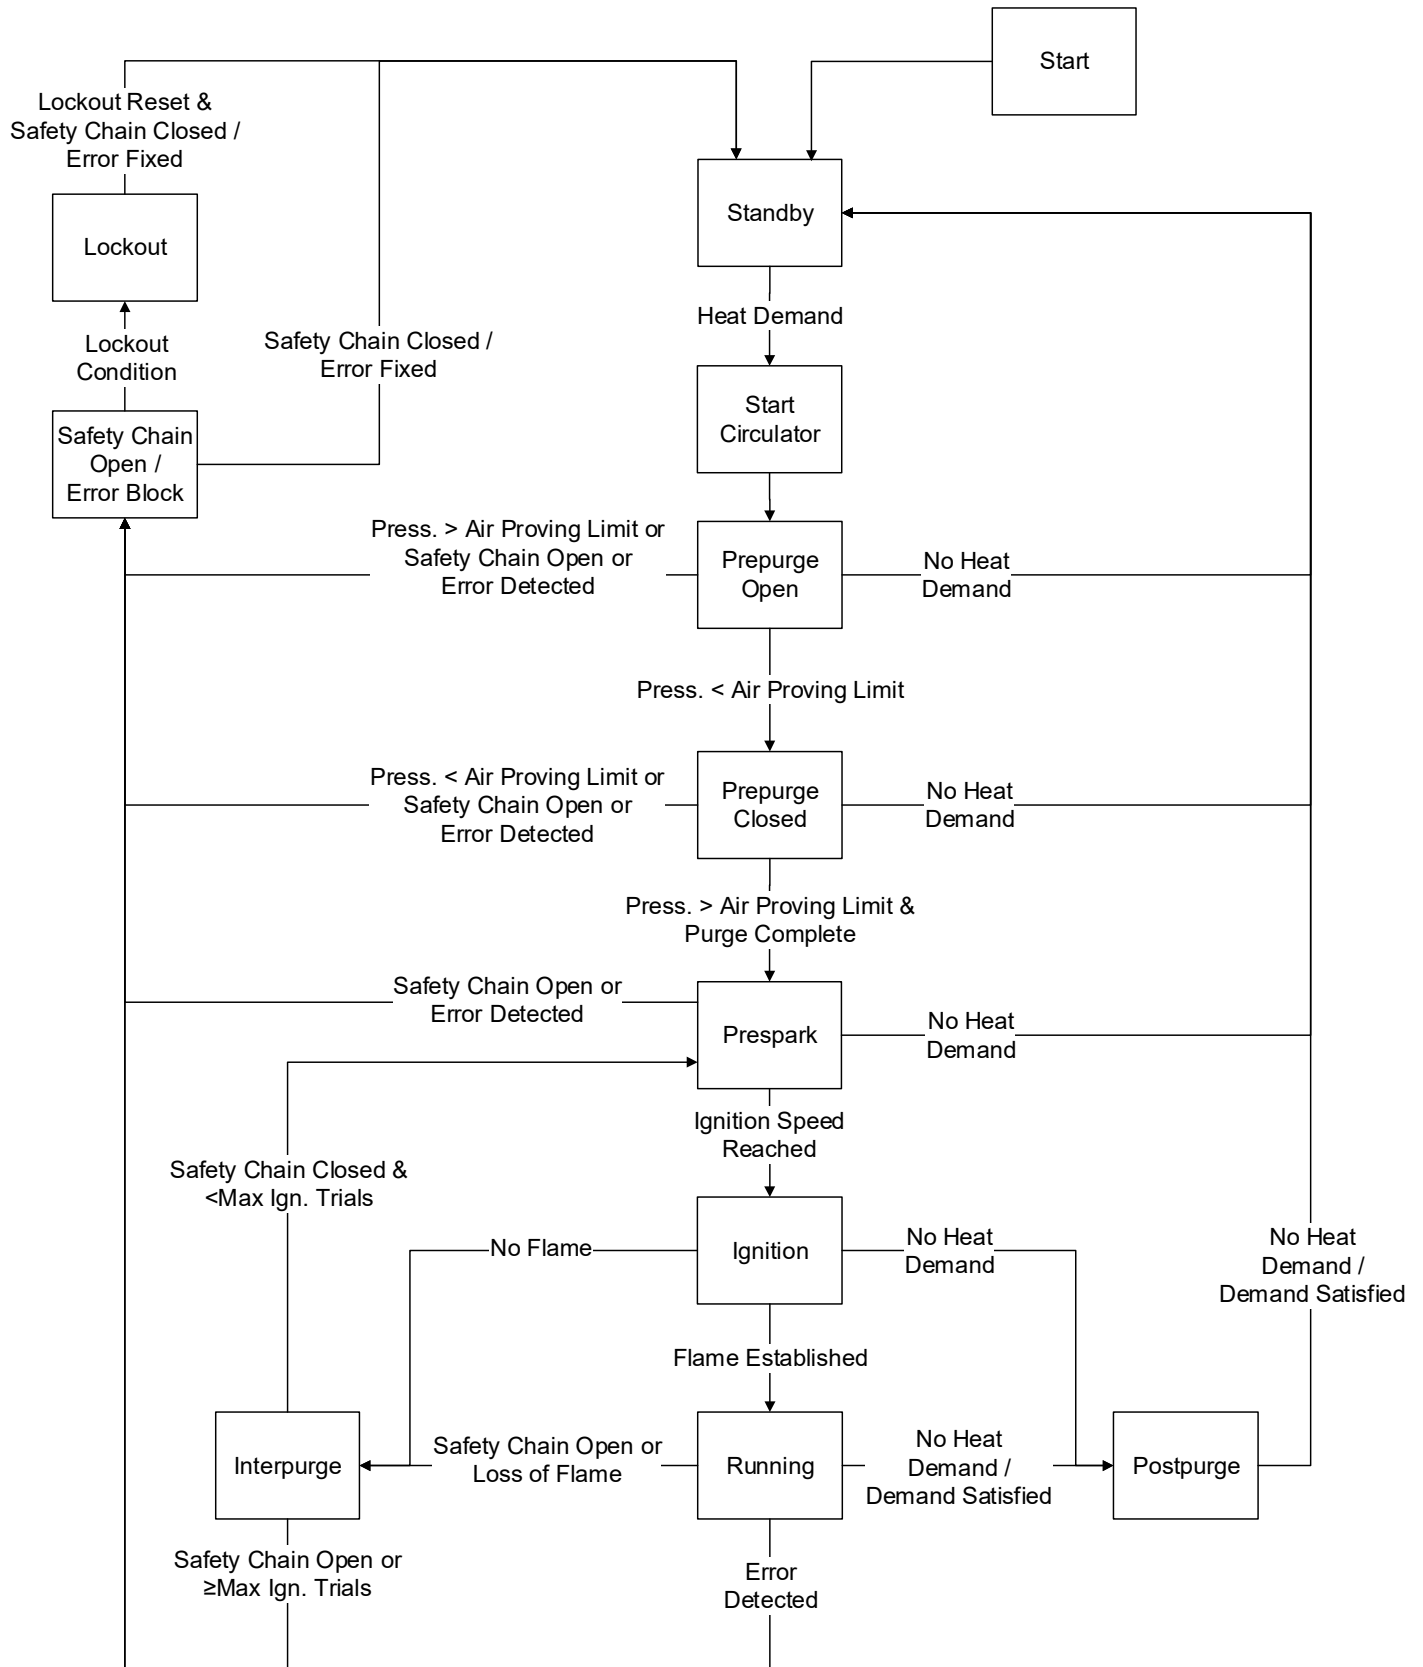 Start
Lockout Reset &
Safety Chain Closed /
Error Fixed
Standby
Lockout
Heat Demand
Safety Chain Closed /
Error Fixed
Lockout
Condition
Start
Circulator
Safety Chain
Open /
Error Block
Press. > Air Proving Limit or
Safety Chain Open or
Error Detected
Prepurge
Open
No Heat
Demand
Press. < Air Proving Limit
Press. < Air Proving Limit or
Safety Chain Open or
Error Detected
Prepurge
Closed
No Heat
Demand
Press. > Air Proving Limit &
Purge Complete
Safety Chain Open or
Error Detected
Prespark
No Heat
Demand
Ignition Speed
Reached
Safety Chain Closed &
<Max Ign. Trials
No Flame
Ignition
No Heat
Demand
No Heat
Demand /
Demand Satisfied
Flame Established
Interpurge
Safety Chain Open or
Loss of Flame
Running
No Heat
Demand /
Demand Satisfied
Postpurge
Safety Chain Open or
≥Max Ign. Trials
Error
Detected